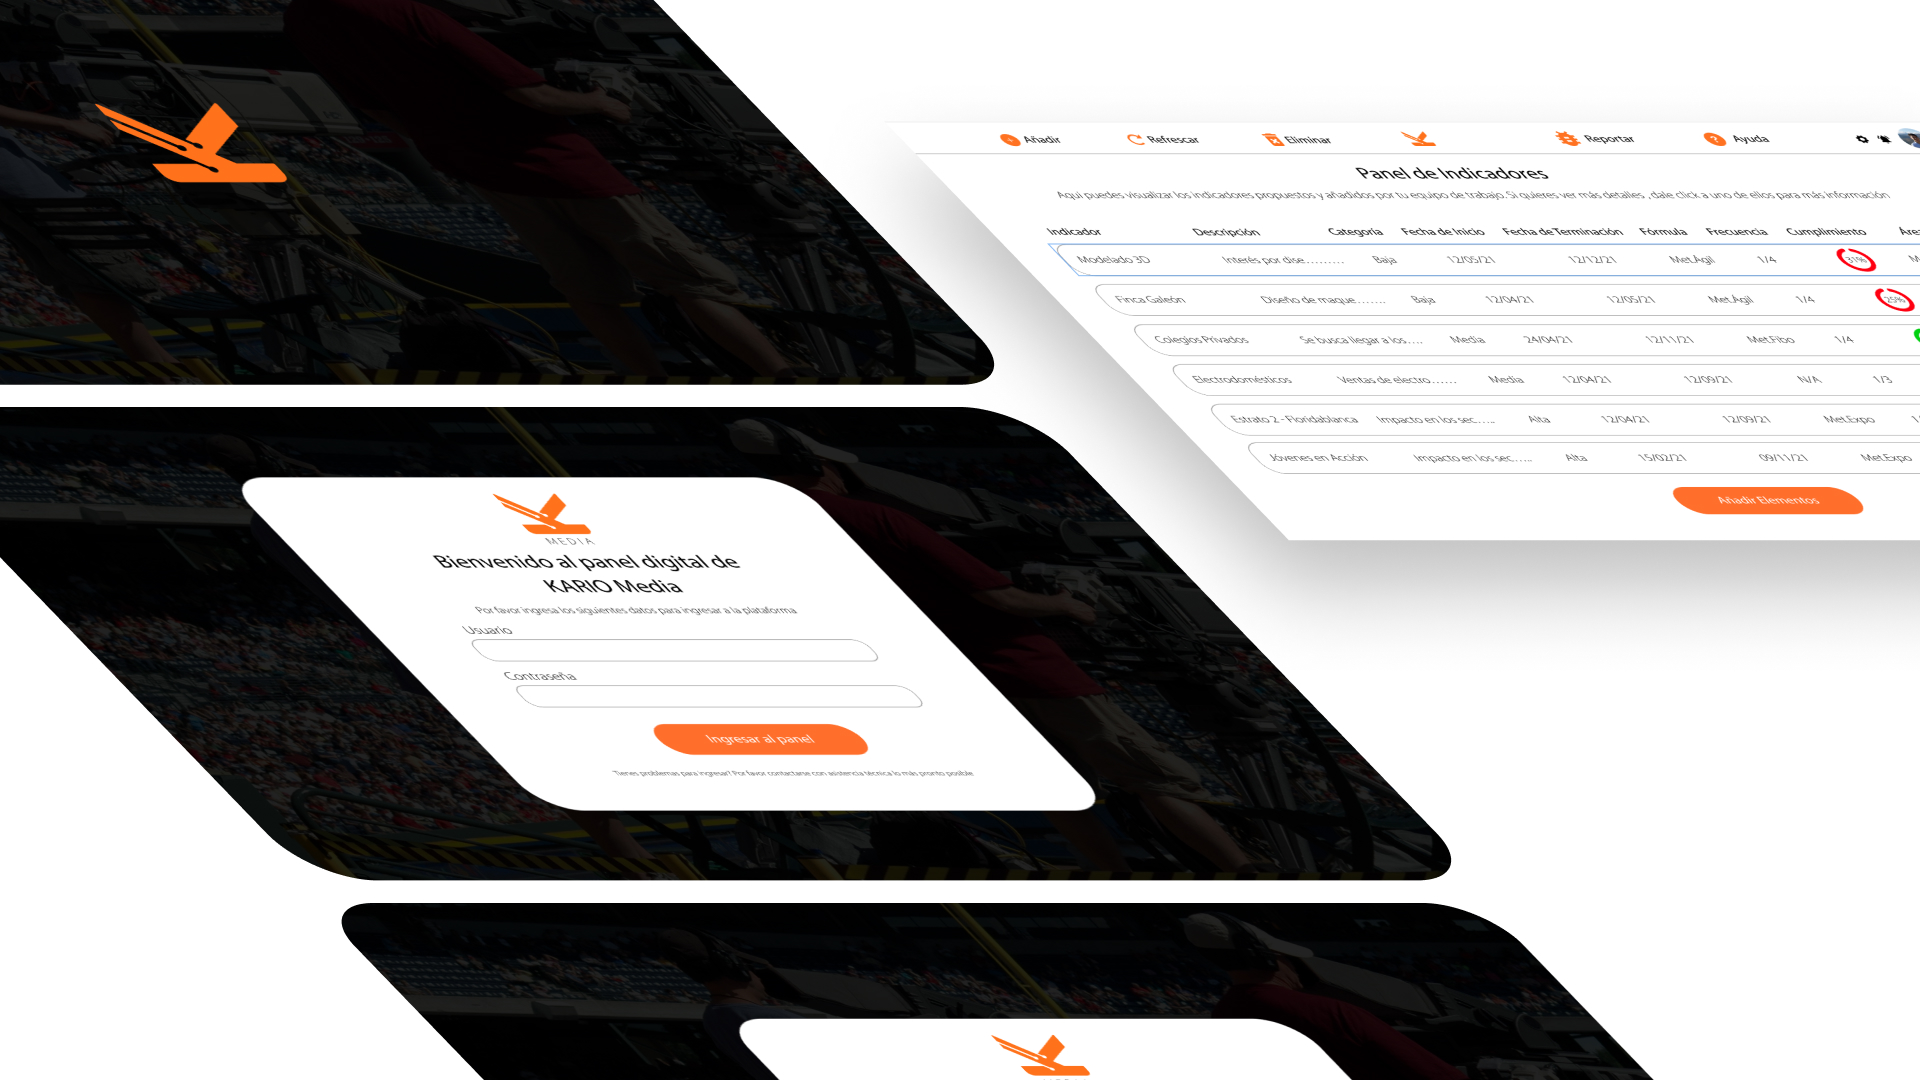 Añadir Refrescar Eliminar Reportar Ayuda
Panel de Indicadores
Aquí puedes visualizar los indicadores propuestos y añadidos por tu equipo de trabajo. Si quieres ver más detalles , dale click a uno de ellos para más información
Indicador Descripción Categoría Fecha de Inicio Fecha de Terminación Fórmula Frecuencia Cumplimiento
Modelado 3D Interés por dise......... Baja 12/05/21 12/12/21 Met.Ágil 1/4 31%
Finca Galeón Diseño de maque....... Baja 12/04/21 12/05/21 Met.Ágil 1/4 25%
Colegios Privados Se busca llegar a los.... Media 24/04/21 12/11/21 Met.Fibo 1/4
Electrodomésticos Ventas de electro...... Media 12/04/21 12/09/21 N/A 1/3
Estrato 2 - Floridablanca Impacto en los sec..... Alta 12/04/21 12/09/21 Met.Expo
Jóvenes en Acción Impacto en los sec..... Alta 15/02/21 09/11/21 Met.Expo
Añadir Elementos
MEDIA
Bienvenido al panel digital de
KARIO Media
Por favor ingresa los siguientes datos para ingresar a la plataforma
Usuario
Contraseña
Ingresar al panel
Tienes problemas para ingresar? Por favor contactarse con asistencia técnica lo más pronto posible